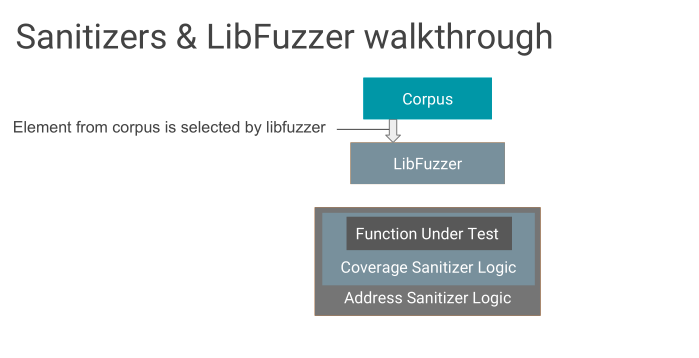 Sanitizers & LibFuzzer walkthrough
Corpus
Element from corpus is selected by libfuzzer
LibFuzzer
Function Under Test
Coverage Sanitizer Logic
Address Sanitizer Logic